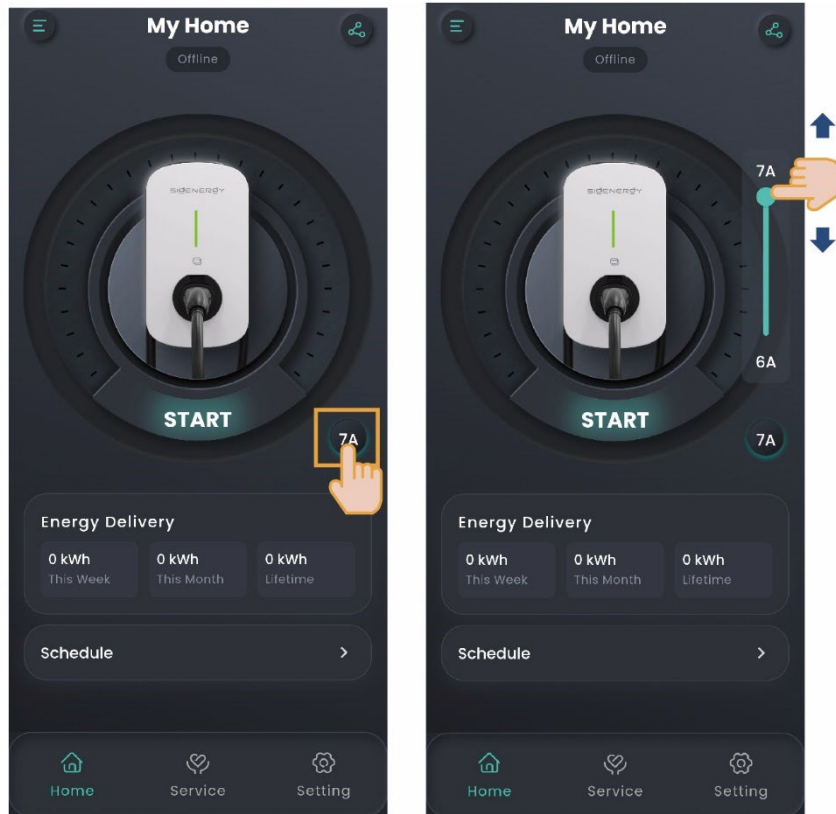 My Home
Offline
SIGENERGY
START
7A
Energy Delivery
0 kWh 0 kWh 0 kWh
This Week This Month Lifetime
Schedule
Home Service Setting
My Home
Offline
7A
SIGENERGY
6A
START
7A
Energy Delivery
0 kWh 0 kWh 0 kWh
This Week This Month Lifetime
Schedule
Home Service Setting